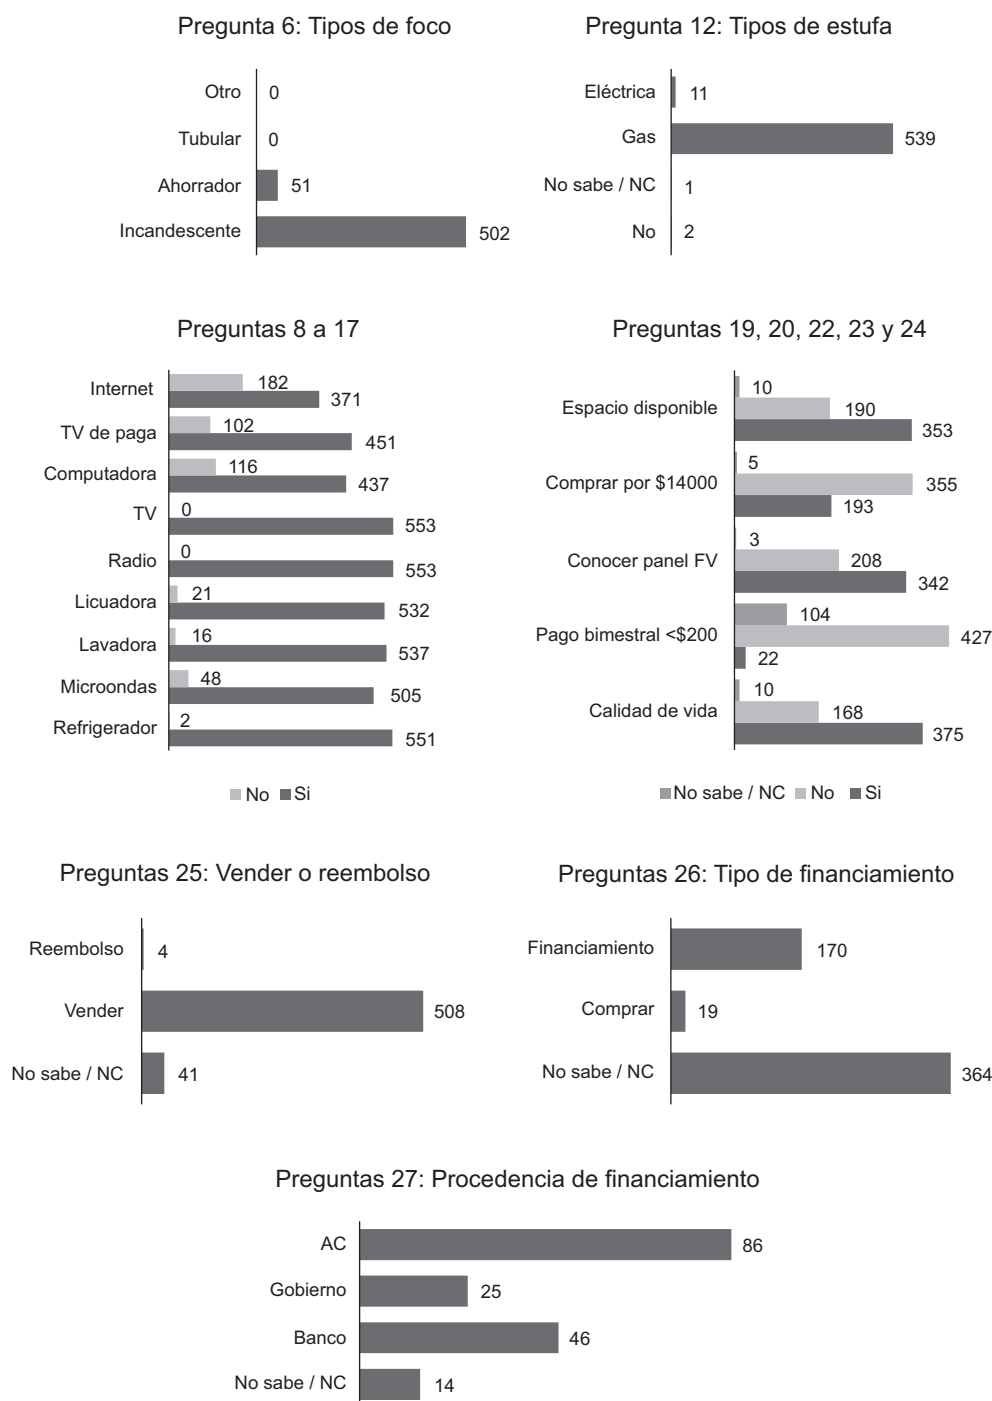 Pregunta 6: Tipos de foco
Otro 0
Tubular 0
Ahorrador 51
Incandescente 502
Pregunta 12: Tipos de estufa
Eléctrica 11
Gas 539
No sabe / NC 1
No 2
Preguntas 8 a 17
Internet 182
371
TV de paga 102
451
Computadora 116
437
TV 0
553
Radio 0
553
Licuadora 21
532
Lavadora 16
537
Microondas 48
505
Refrigerador 2
551
No Si
Preguntas 19, 20, 22, 23 y 24
Espacio disponible 10
190
353
Comprar por $14000 5
355
193
Conocer panel FV 3
208
342
Pago bimestral <$200 104
427
22
Calidad de vida 10
168
375
No sabe / NC No Si
Preguntas 25: Vender o reembolso
Reembolso 4
Vender 508
No sabe / NC 41
Preguntas 26: Tipo de financiamiento
Financiamiento 170
Comprar 19
No sabe / NC 364
Preguntas 27: Procedencia de financiamiento
AC 86
Gobierno 25
Banco 46
No sabe / NC 14